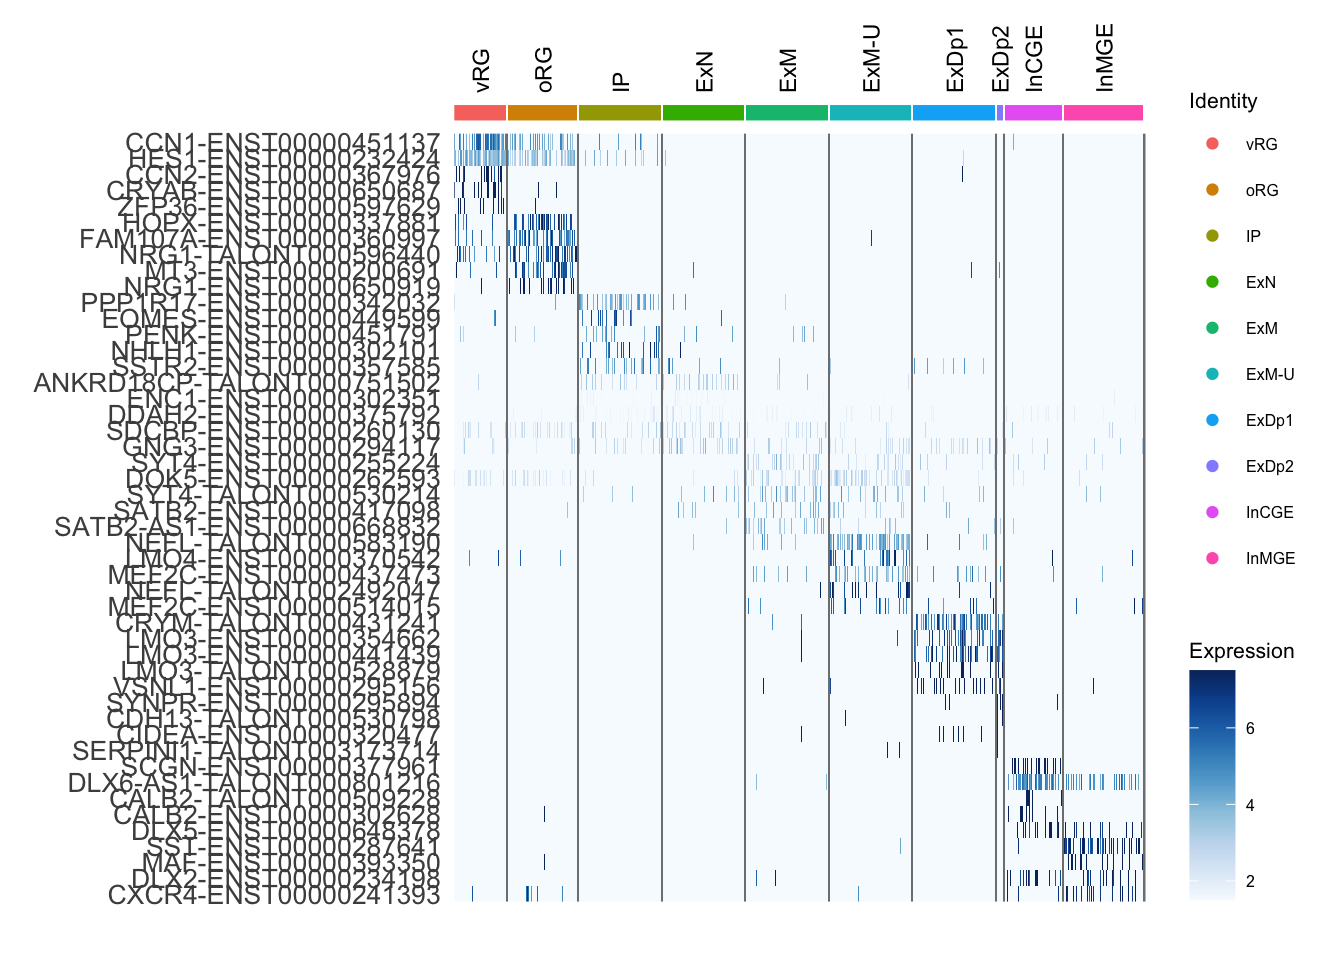 vRG
oRG
IP
ExN
ExM
ExM-U
ExDp1
ExDp2
InCGE
InMGE
CCN1-ENST00000451137
HES1-ENST00000232424
CCN2-ENST00000367976
CRYAB-ENST00000650687
ZFP36-ENST00000597629
HOPX-ENST00000337881
FAM107A-ENST00000360997
NRG1-TALONT000596440
MT3-ENST00000200691
NRG1-ENST00000650919
PPP1R17-ENST00000342032
EOMES-ENST00000449599
PENK-ENST00000451791
NHLH1-ENST00000302101
SSTR2-ENST00000357585
ANKRD18CP-TALONT000751502
ENC1-ENST00000302351
DDAH2-ENST00000375792
SDCBP-ENST00000260130
GNG3-ENST00000294117
SYT4-ENST00000255224
DOK5-ENST00000262593
SYT4-TALONT000530214
SATB2-ENST00000417098
SATB2-AS1-ENST00000668832
NEFL-TALONT000583190
LMO4-ENST00000370542
MEF2C-ENST00000437473
NEFL-TALONT002492047
MEF2C-ENST00000514015
CRYM-TALONT000431241
LMO3-ENST00000354662
LMO3-ENST00000441439
LMO3-TALONT000528879
VSNL1-ENST00000295156
SYNPR-ENST00000295894
CDH13-TALONT000530798
CIDEA-ENST00000320477
SERPINI1-TALONT003173714
SCGN-ENST00000377961
DLX6-AS1-TALONT000801216
CALB2-TALONT000509228
CALB2-ENST00000302628
DLX5-ENST00000648378
SST-ENST00000287641
MAF-ENST00000393350
DLX2-ENST00000234198
CXCR4-ENST00000241393
Identity
vRG
oRG
IP
ExN
ExM
ExM-U
ExDp1
ExDp2
InCGE
InMGE
Expression
6
4
2